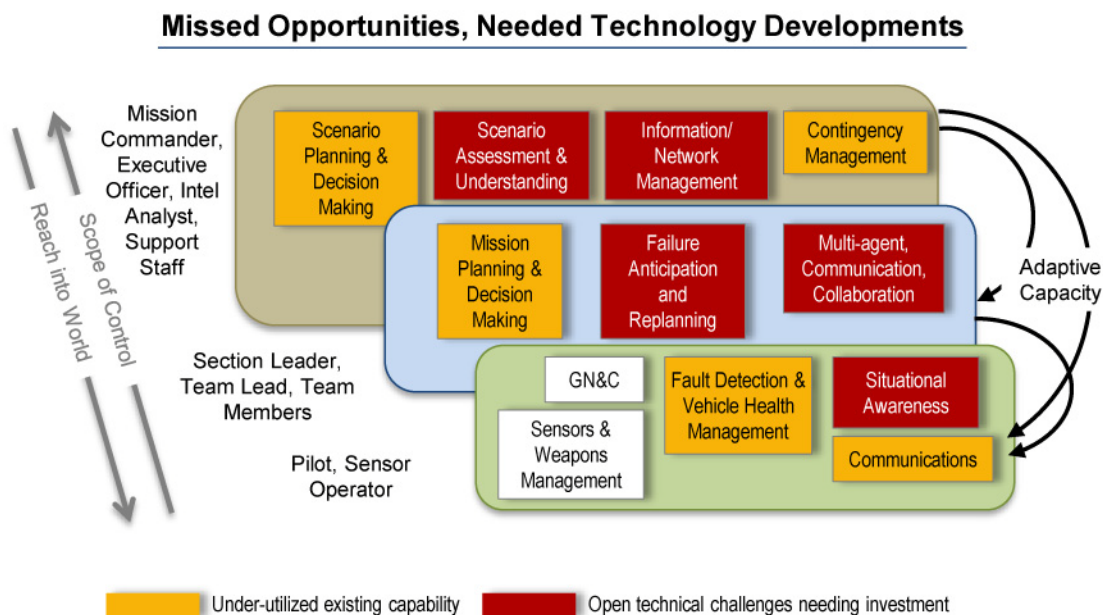 Missed Opportunities, Needed Technology Developments
Mission
Commander,
Executive
Officer, Intel
Analyst,
Support
Staff
Reach into World
Scope of Control
Scenario
Planning &
Decision
Making
Scenario
Assessment &
Understanding
Information/
Network
Management
Contingency
Management
Mission
Planning &
Decision
Making
Failure
Anticipation
and
Replanning
Multi-agent,
Communication,
Collaboration
Adaptive
Capacity
Section Leader,
Team Lead, Team
Members
GN&C
Fault Detection &
Vehicle Health
Management
Situational
Awareness
Sensors &
Weapons
Management
Communications
Pilot, Sensor
Operator
Under-utilized existing capability
Open technical challenges needing investment